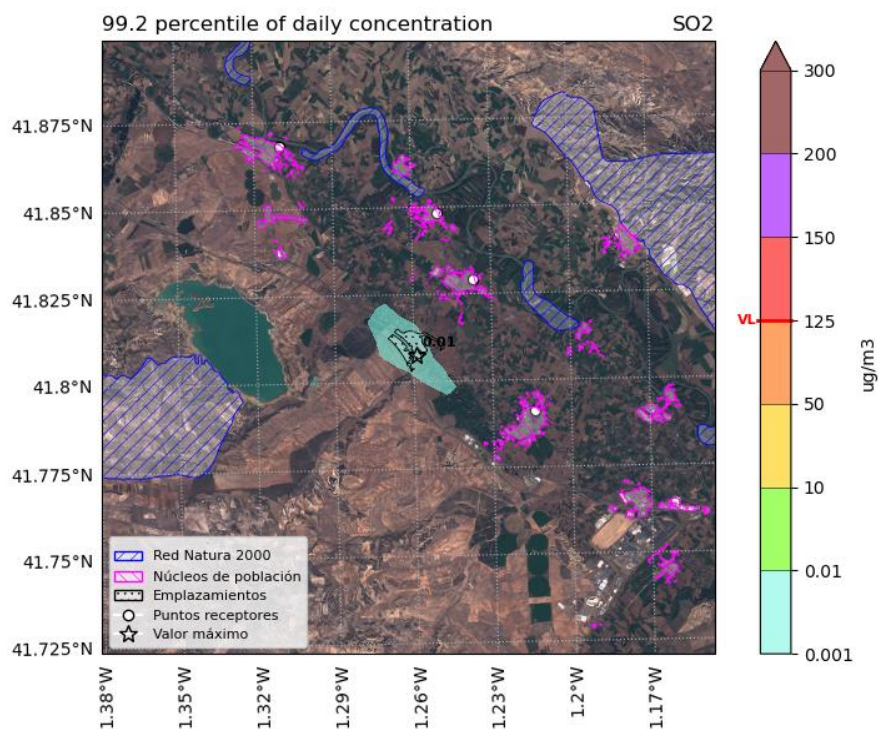 99.2 percentile of daily concentration SO2
300
200
150
VL 125
50
10
0.01
0.001
ug/m3
41.875°N
41.85°N
41.825°N
41.8°N
41.775°N
41.75°N
41.725°N
0.01
Red Natura 2000
Núcleos de población
Emplazamientos
Puntos receptores
Valor máximo
1.38°W
1.35°W
1.32°W
1.29°W
1.26°W
1.23°W
1.2°W
1.17°W